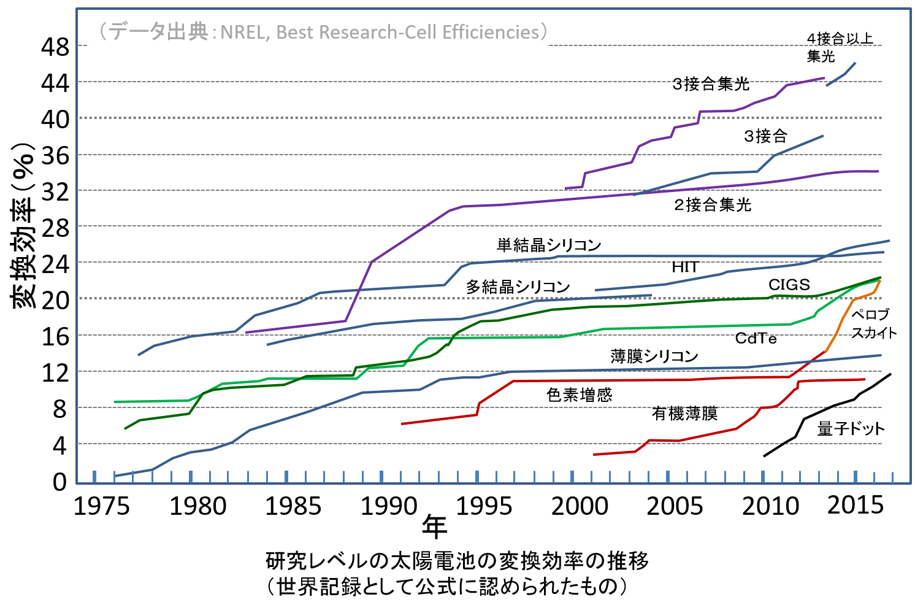 (データ出典：NREL, Best Research-Cell Efficiencies)
変換効率(%)
48
44
40
36
32
28
24
20
16
12
8
4
0
4接合以上
集光
3接合集光
3接合
2接合集光
単結晶シリコン
HIT
多結晶シリコン
CIGS
ペロブ
スカイト
CdTe
薄膜シリコン
色素増感
有機薄膜
量子ドット
1975 1980 1985 1990 1995 2000 2005 2010 2015
年
研究レベルの太陽電池の変換効率の推移
(世界記録として公式に認められたもの)